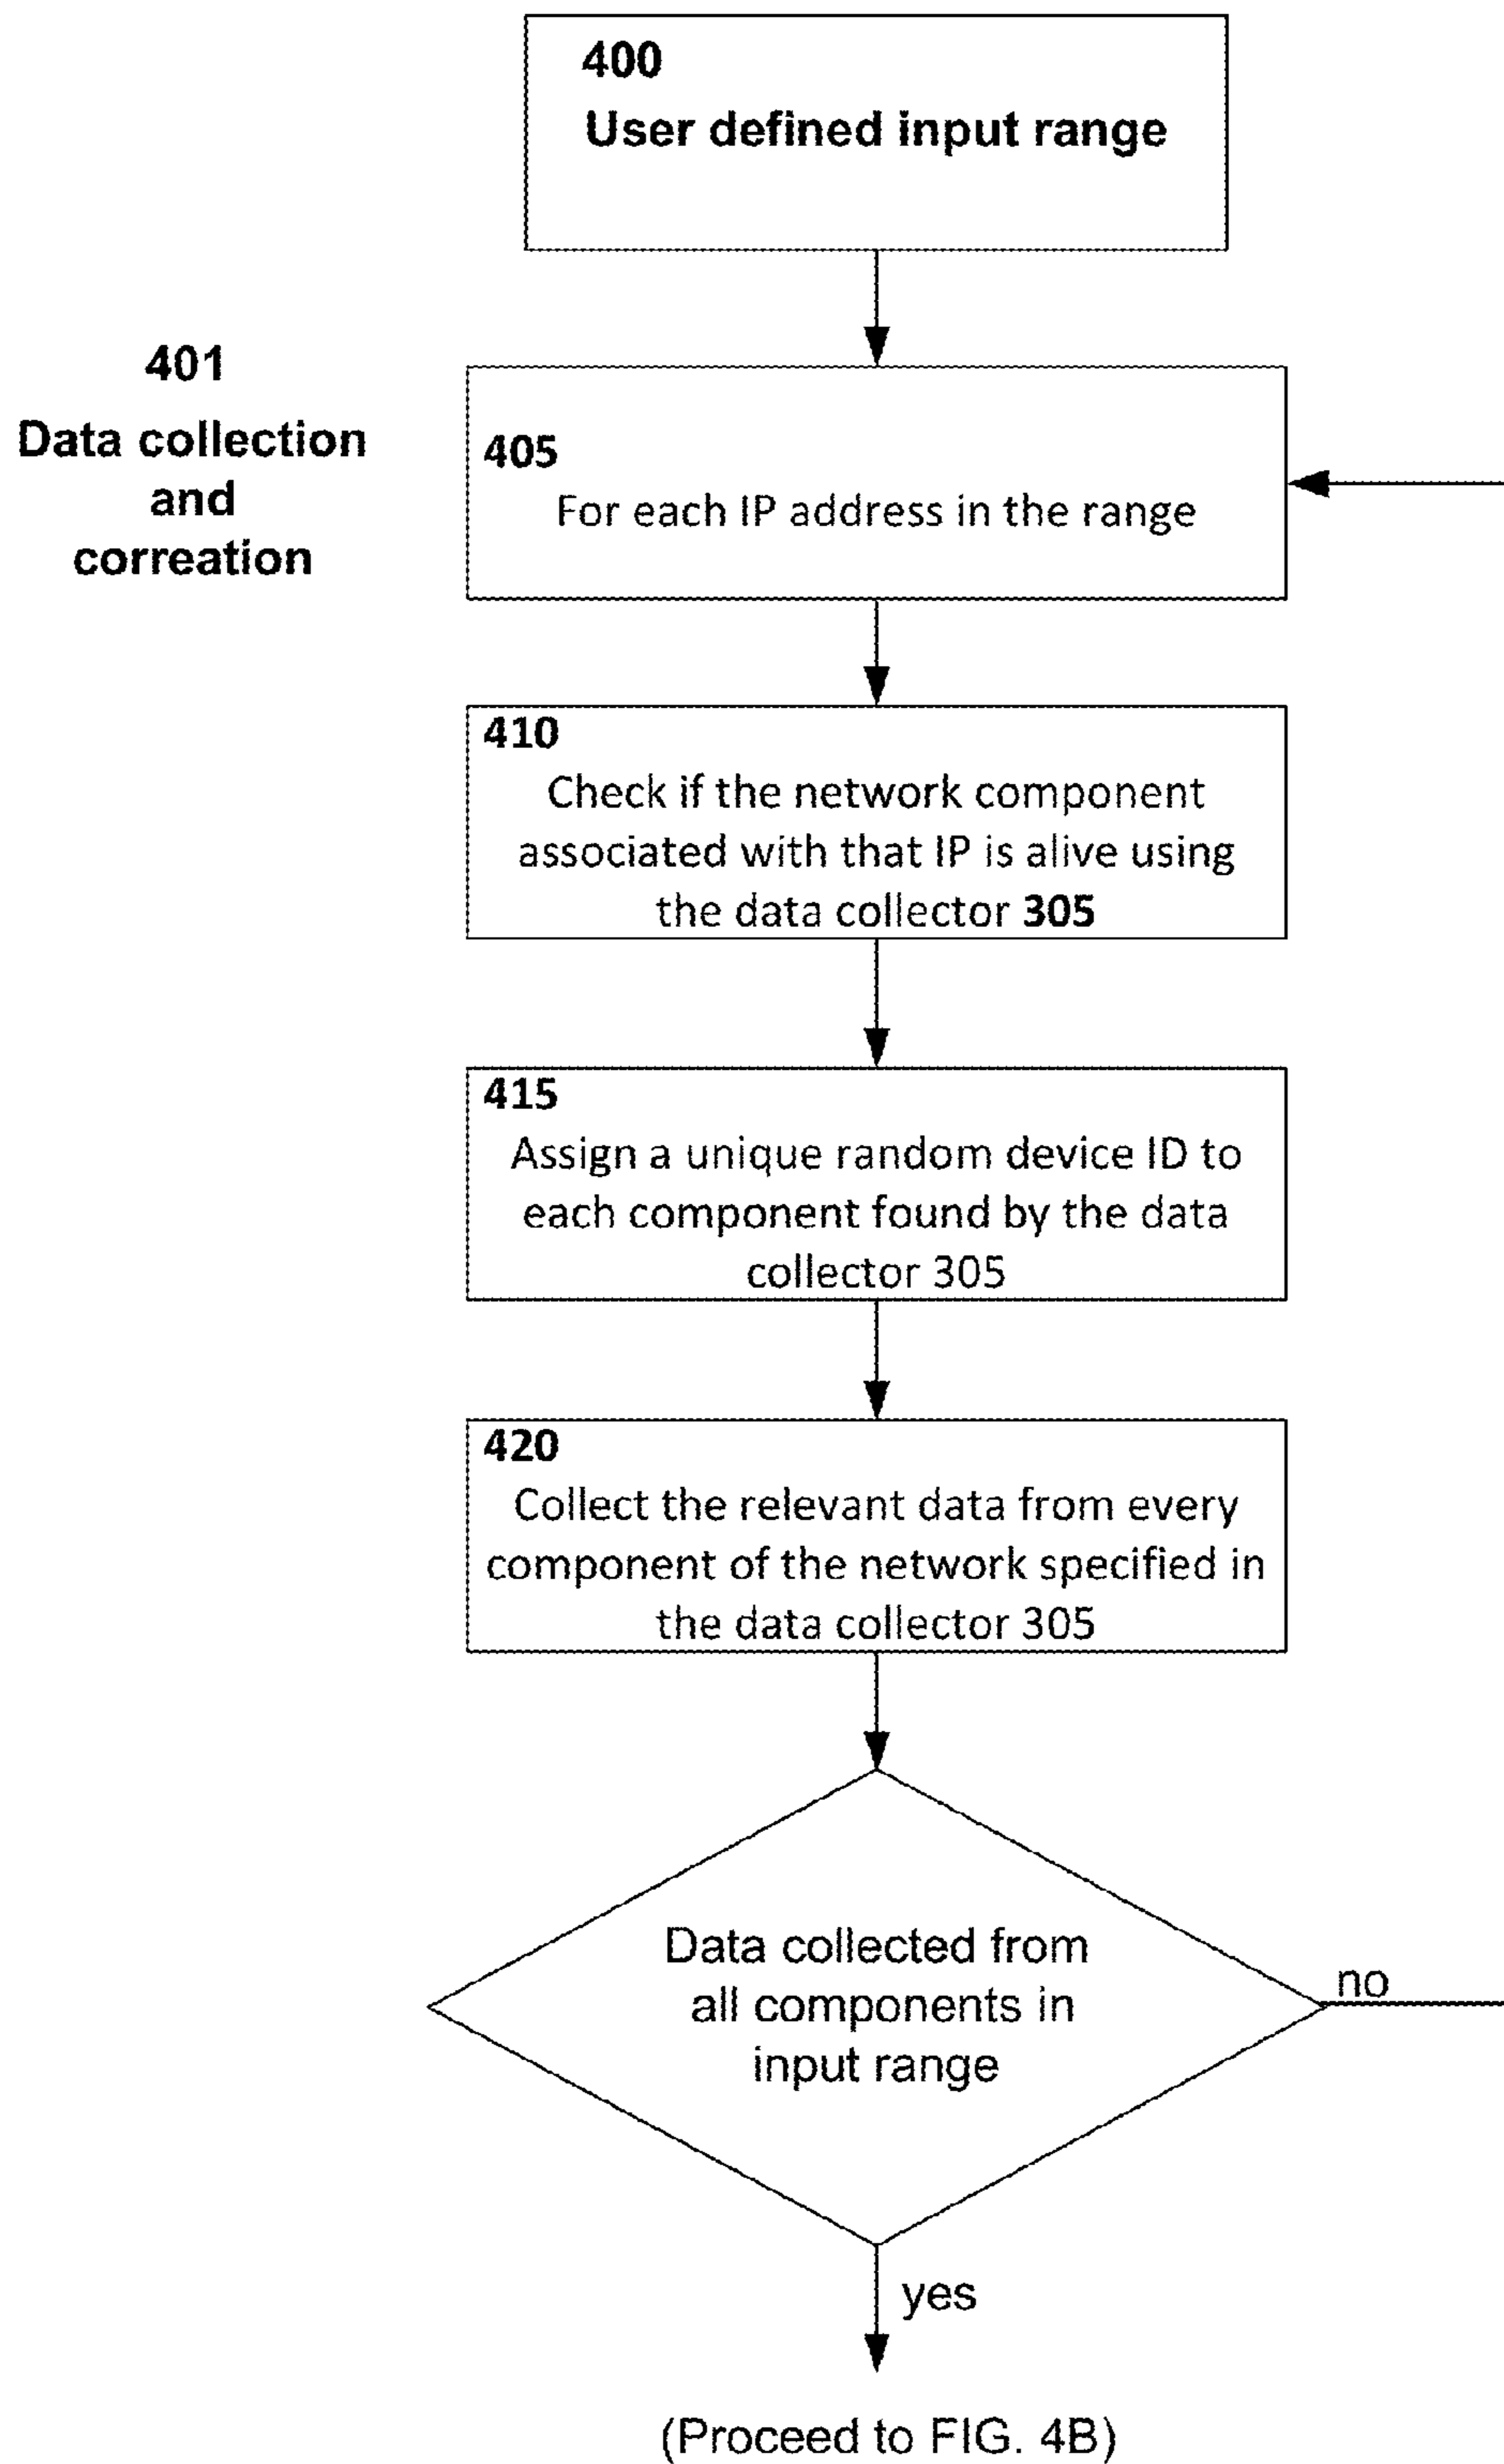 400
User defined input range
401
Data collection
and
correation
405
For each IP address in the range
410
Check if the network component
associated with that IP is alive using
the data collector 305
415
Assign a unique random device ID to
each component found by the data
collector 305
420
Collect the relevant data from every
component of the network specified in
the data collector 305
Data collected from
all components in
input range
no
yes
(Proceed to FIG. 4B)